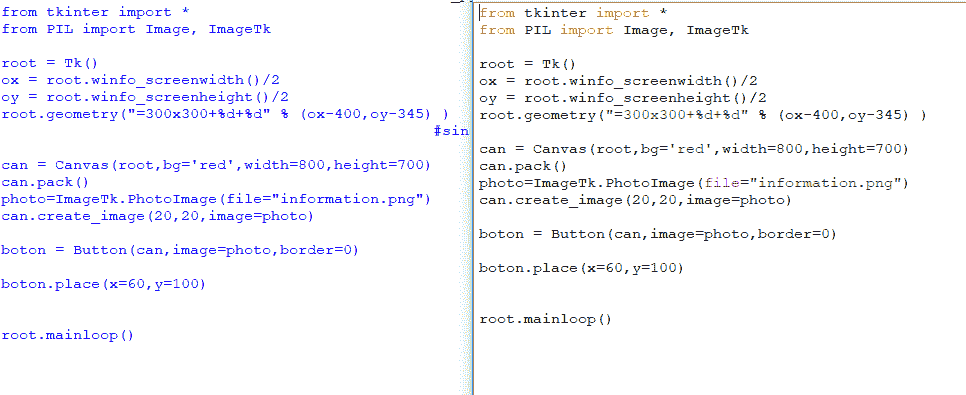 from tkinter import *
from PIL import Image, ImageTk
root = Tk()
ox = root.winfo_screenwidth()/2
oy = root.winfo_screenheight()/2
root.geometry("=300x300+%d+%d" % (ox-400,oy-345) )
#sin
can = Canvas(root,bg='red',width=800,height=700)
can.pack()
photo=ImageTk.PhotoImage(file="information.png")
can.create_image(20,20,image=photo)
boton = Button(can,image=photo,border=0)
boton.place(x=60,y=100)
root.mainloop()
from tkinter import *
from PIL import Image, ImageTk
root = Tk()
ox = root.winfo_screenwidth()/2
oy = root.winfo_screenheight()/2
root.geometry("=300x300+%d+%d" % (ox-400,oy-345) )
can = Canvas(root,bg='red',width=800,height=700)
can.pack()
photo=ImageTk.PhotoImage(file="information.png")
can.create_image(20,20,image=photo)
boton = Button(can,image=photo,border=0)
boton.place(x=60,y=100)
root.mainloop()